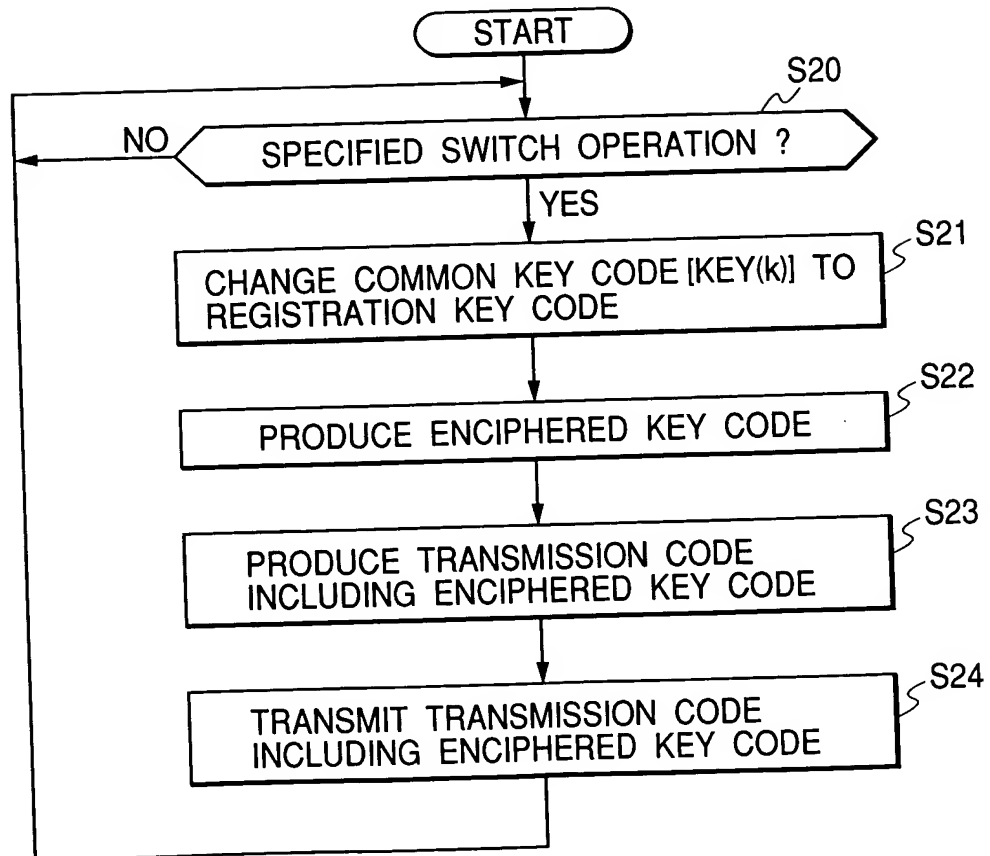 START
S20
SPECIFIED SWITCH OPERATION ?
NO
YES
S21
CHANGE COMMON KEY CODE [KEY(k)] TO
REGISTRATION KEY CODE
S22
PRODUCE ENCIPHERED KEY CODE
S23
PRODUCE TRANSMISSION CODE
INCLUDING ENCIPHERED KEY CODE
S24
TRANSMIT TRANSMISSION CODE
INCLUDING ENCIPHERED KEY CODE